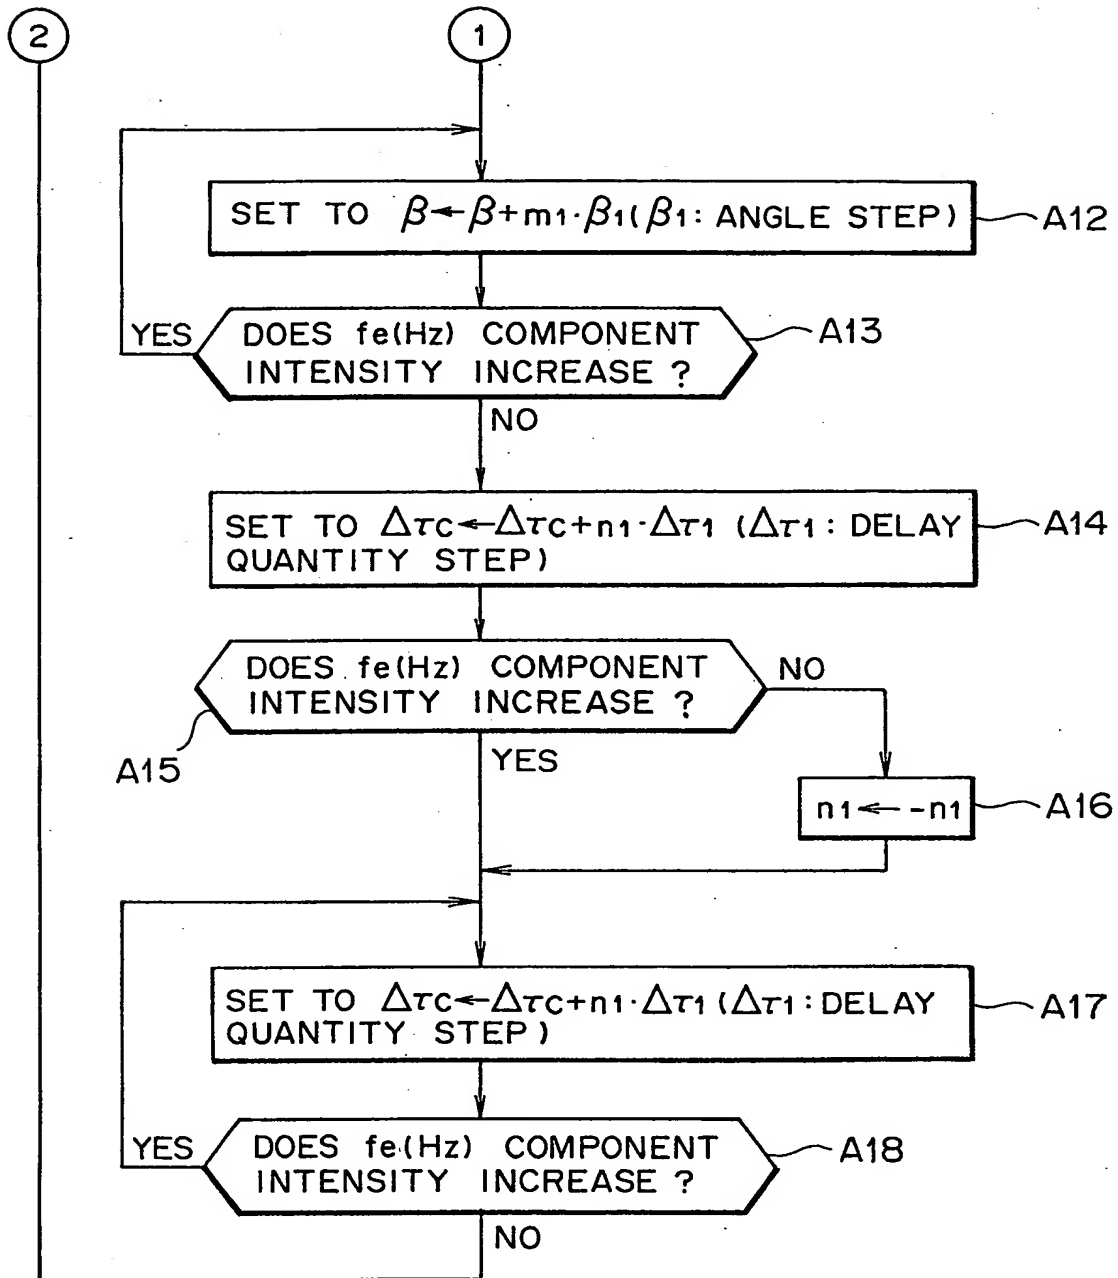 2
1
SET TO β←β+m1·β1(β1: ANGLE STEP)
A12
YES
DOES fe(Hz) COMPONENT
INTENSITY INCREASE ?
A13
NO
SET TO Δτc←Δτc+n1·Δτ1 (Δτ1: DELAY
QUANTITY STEP)
A14
DOES fe(Hz) COMPONENT
INTENSITY INCREASE ?
NO
A15
YES
n1← -n1
A16
SET TO Δτc←Δτc+n1·Δτ1 (Δτ1: DELAY
QUANTITY STEP)
A17
YES
DOES fe(Hz) COMPONENT
INTENSITY INCREASE ?
A18
NO